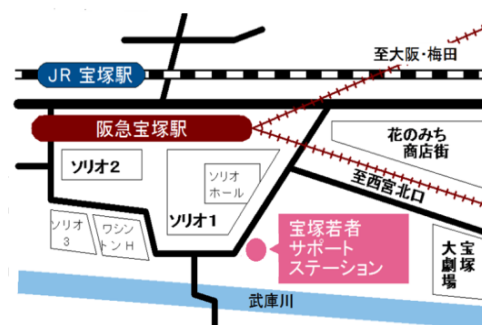 至大阪・梅田
JR 宝塚駅
阪急宝塚駅
花のみち
商店街
ソリオ2
ソリオ
ホール
至西宮北口
ソリオ1
ソリオ
3
ワシン
トンH
宝塚若者
サポート
ステーション
宝塚
大劇場
武庫川